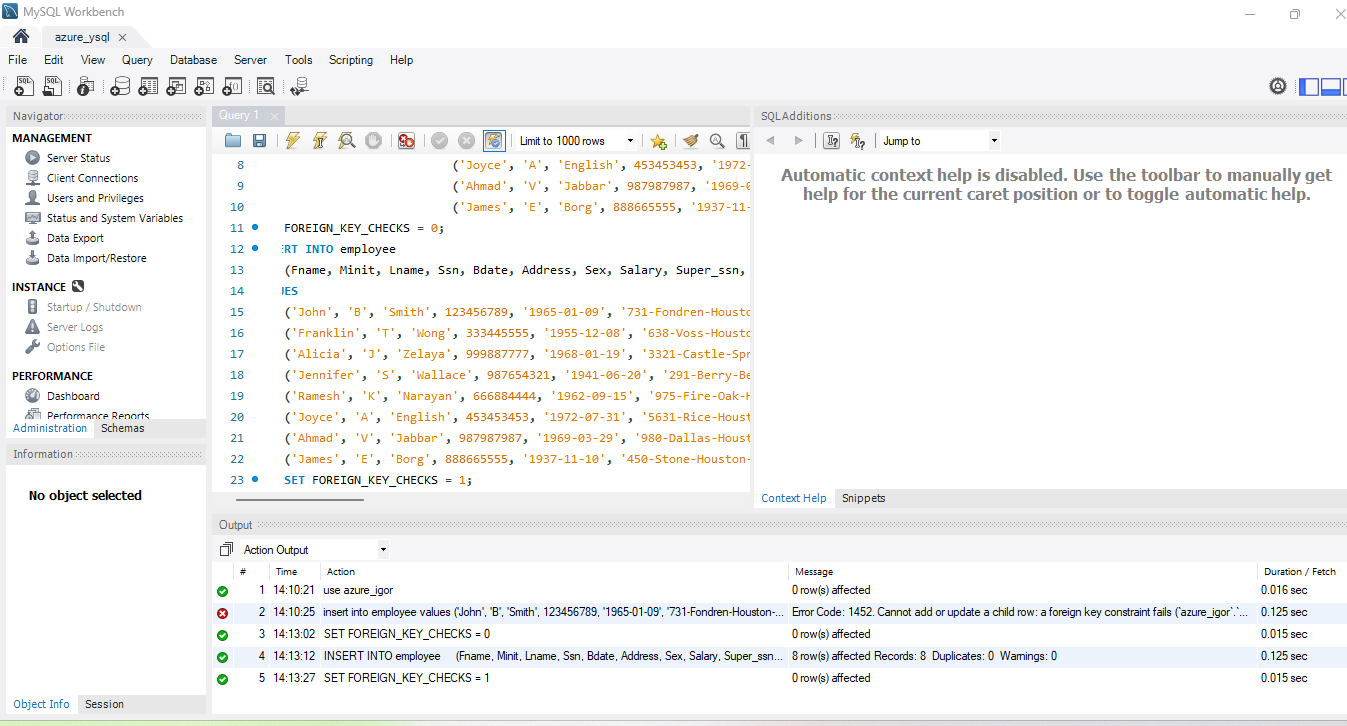 MySQL Workbench
azure_ysql
File Edit View Query Database Server Tools Scripting Help
Navigator
MANAGEMENT
Server Status
Client Connections
Users and Privileges
Status and System Variables
Data Export
Data Import/Restore
INSTANCE
Startup / Shutdown
Server Logs
Options File
PERFORMANCE
Dashboard
Performance Reports
Administration Schemas
Information
No object selected
Object Info Session
Query 1
Limit to 1000 rows
8 ('Joyce', 'A', 'English', 453453453, '1972-
9 ('Ahmad', 'V', 'Jabbar', 987987987, '1969-0
10 ('James', 'E', 'Borg', 888665555, '1937-11-
11 FOREIGN_KEY_CHECKS = 0;
12 RT INTO employee
13 (Fname, Minit, Lname, Ssn, Bdate, Address, Sex, Salary, Super_ssn,
14 UES
15 ('John', 'B', 'Smith', 123456789, '1965-01-09', '731-Fondren-Housto
16 ('Franklin', 'T', 'Wong', 333445555, '1955-12-08', '638-Voss-Housto
17 ('Alicia', 'J', 'Zelaya', 999887777, '1968-01-19', '3321-Castle-Spr
18 ('Jennifer', 'S', 'Wallace', 987654321, '1941-06-20', '291-Berry-Be
19 ('Ramesh', 'K', 'Narayan', 666884444, '1962-09-15', '975-Fire-Oak-H
20 ('Joyce', 'A', 'English', 453453453, '1972-07-31', '5631-Rice-Houst
21 ('Ahmad', 'V', 'Jabbar', 987987987, '1969-03-29', '980-Dallas-Houst
22 ('James', 'E', 'Borg', 888665555, '1937-11-10', '450-Stone-Houston-
23 SET FOREIGN_KEY_CHECKS = 1;
SQLAdditions
Jump to
Automatic context help is disabled. Use the toolbar to manually get
help for the current caret position or to toggle automatic help.
Context Help Snippets
Output
Action Output
# Time Action Message Duration / Fetch
1 14:10:21 use azure_igor 0 row(s) affected 0.016 sec
2 14:10:25 insert into employee values ('John', 'B', 'Smith', 123456789, '1965-01-09', '731-Fondren-Houston-... Error Code: 1452. Cannot add or update a child row: a foreign key constraint fails (`azure_igor`.`... 0.125 sec
3 14:13:02 SET FOREIGN_KEY_CHECKS = 0 0 row(s) affected 0.015 sec
4 14:13:12 INSERT INTO employee (Fname, Minit, Lname, Ssn, Bdate, Address, Sex, Salary, Super_ssn... 8 row(s) affected Records: 8 Duplicates: 0 Warnings: 0 0.125 sec
5 14:13:27 SET FOREIGN_KEY_CHECKS = 1 0 row(s) affected 0.015 sec